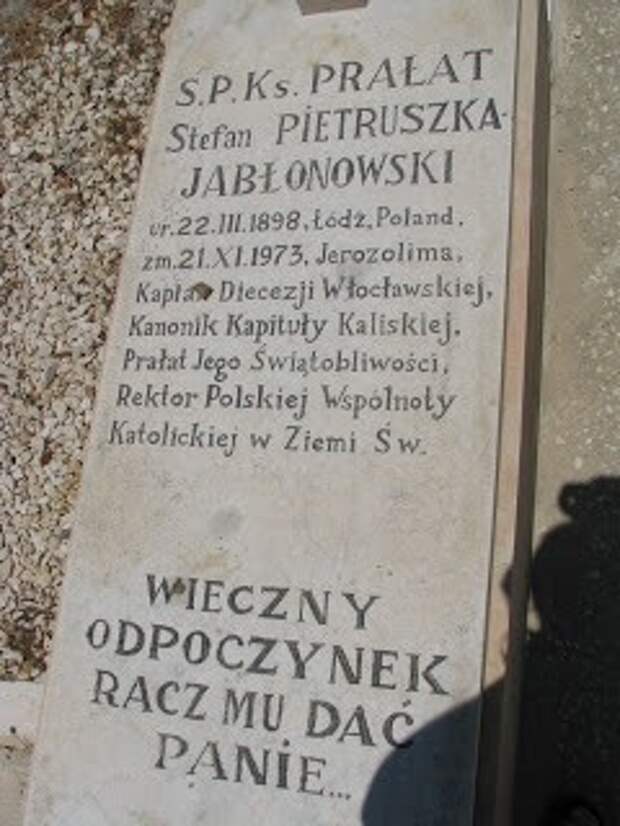 Ś.P. Ks. PRAŁAT
Stefan PIETRUSZKA-
JABŁONOWSKI
ur. 22.III.1898, Łódź, Poland,
zm. 21.XI.1973, Jerozolima,
Kapłan Diecezji Włocławskiej,
Kanonik Kapituły Kaliskiej,
Prałat Jego Świątobliwości,
Rektor Polskiej Wspólnoty
Katolickiej w Ziemi Św.
WIECZNY
ODPOCZYNEK
RACZ MU DAĆ
PANIE...